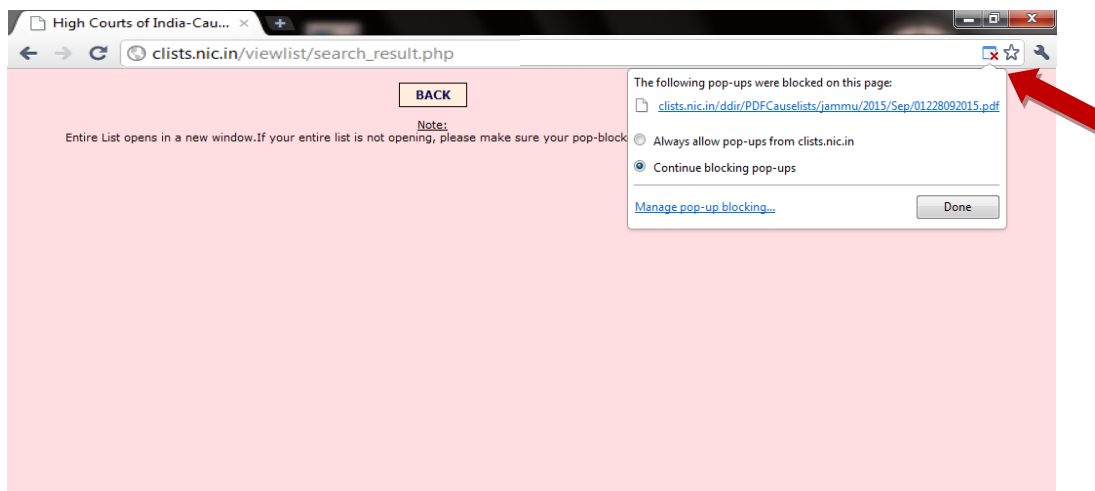 High Courts of India-Cau...
clists.nic.in/viewlist/search_result.php
BACK
Note:
Entire List opens in a new window.If your entire list is not opening, please make sure your pop-block
The following pop-ups were blocked on this page:
clists.nic.in/ddir/PDFCauselists/jammu/2015/Sep/01228092015.pdf
Always allow pop-ups from clists.nic.in
Continue blocking pop-ups
Manage pop-up blocking...
Done